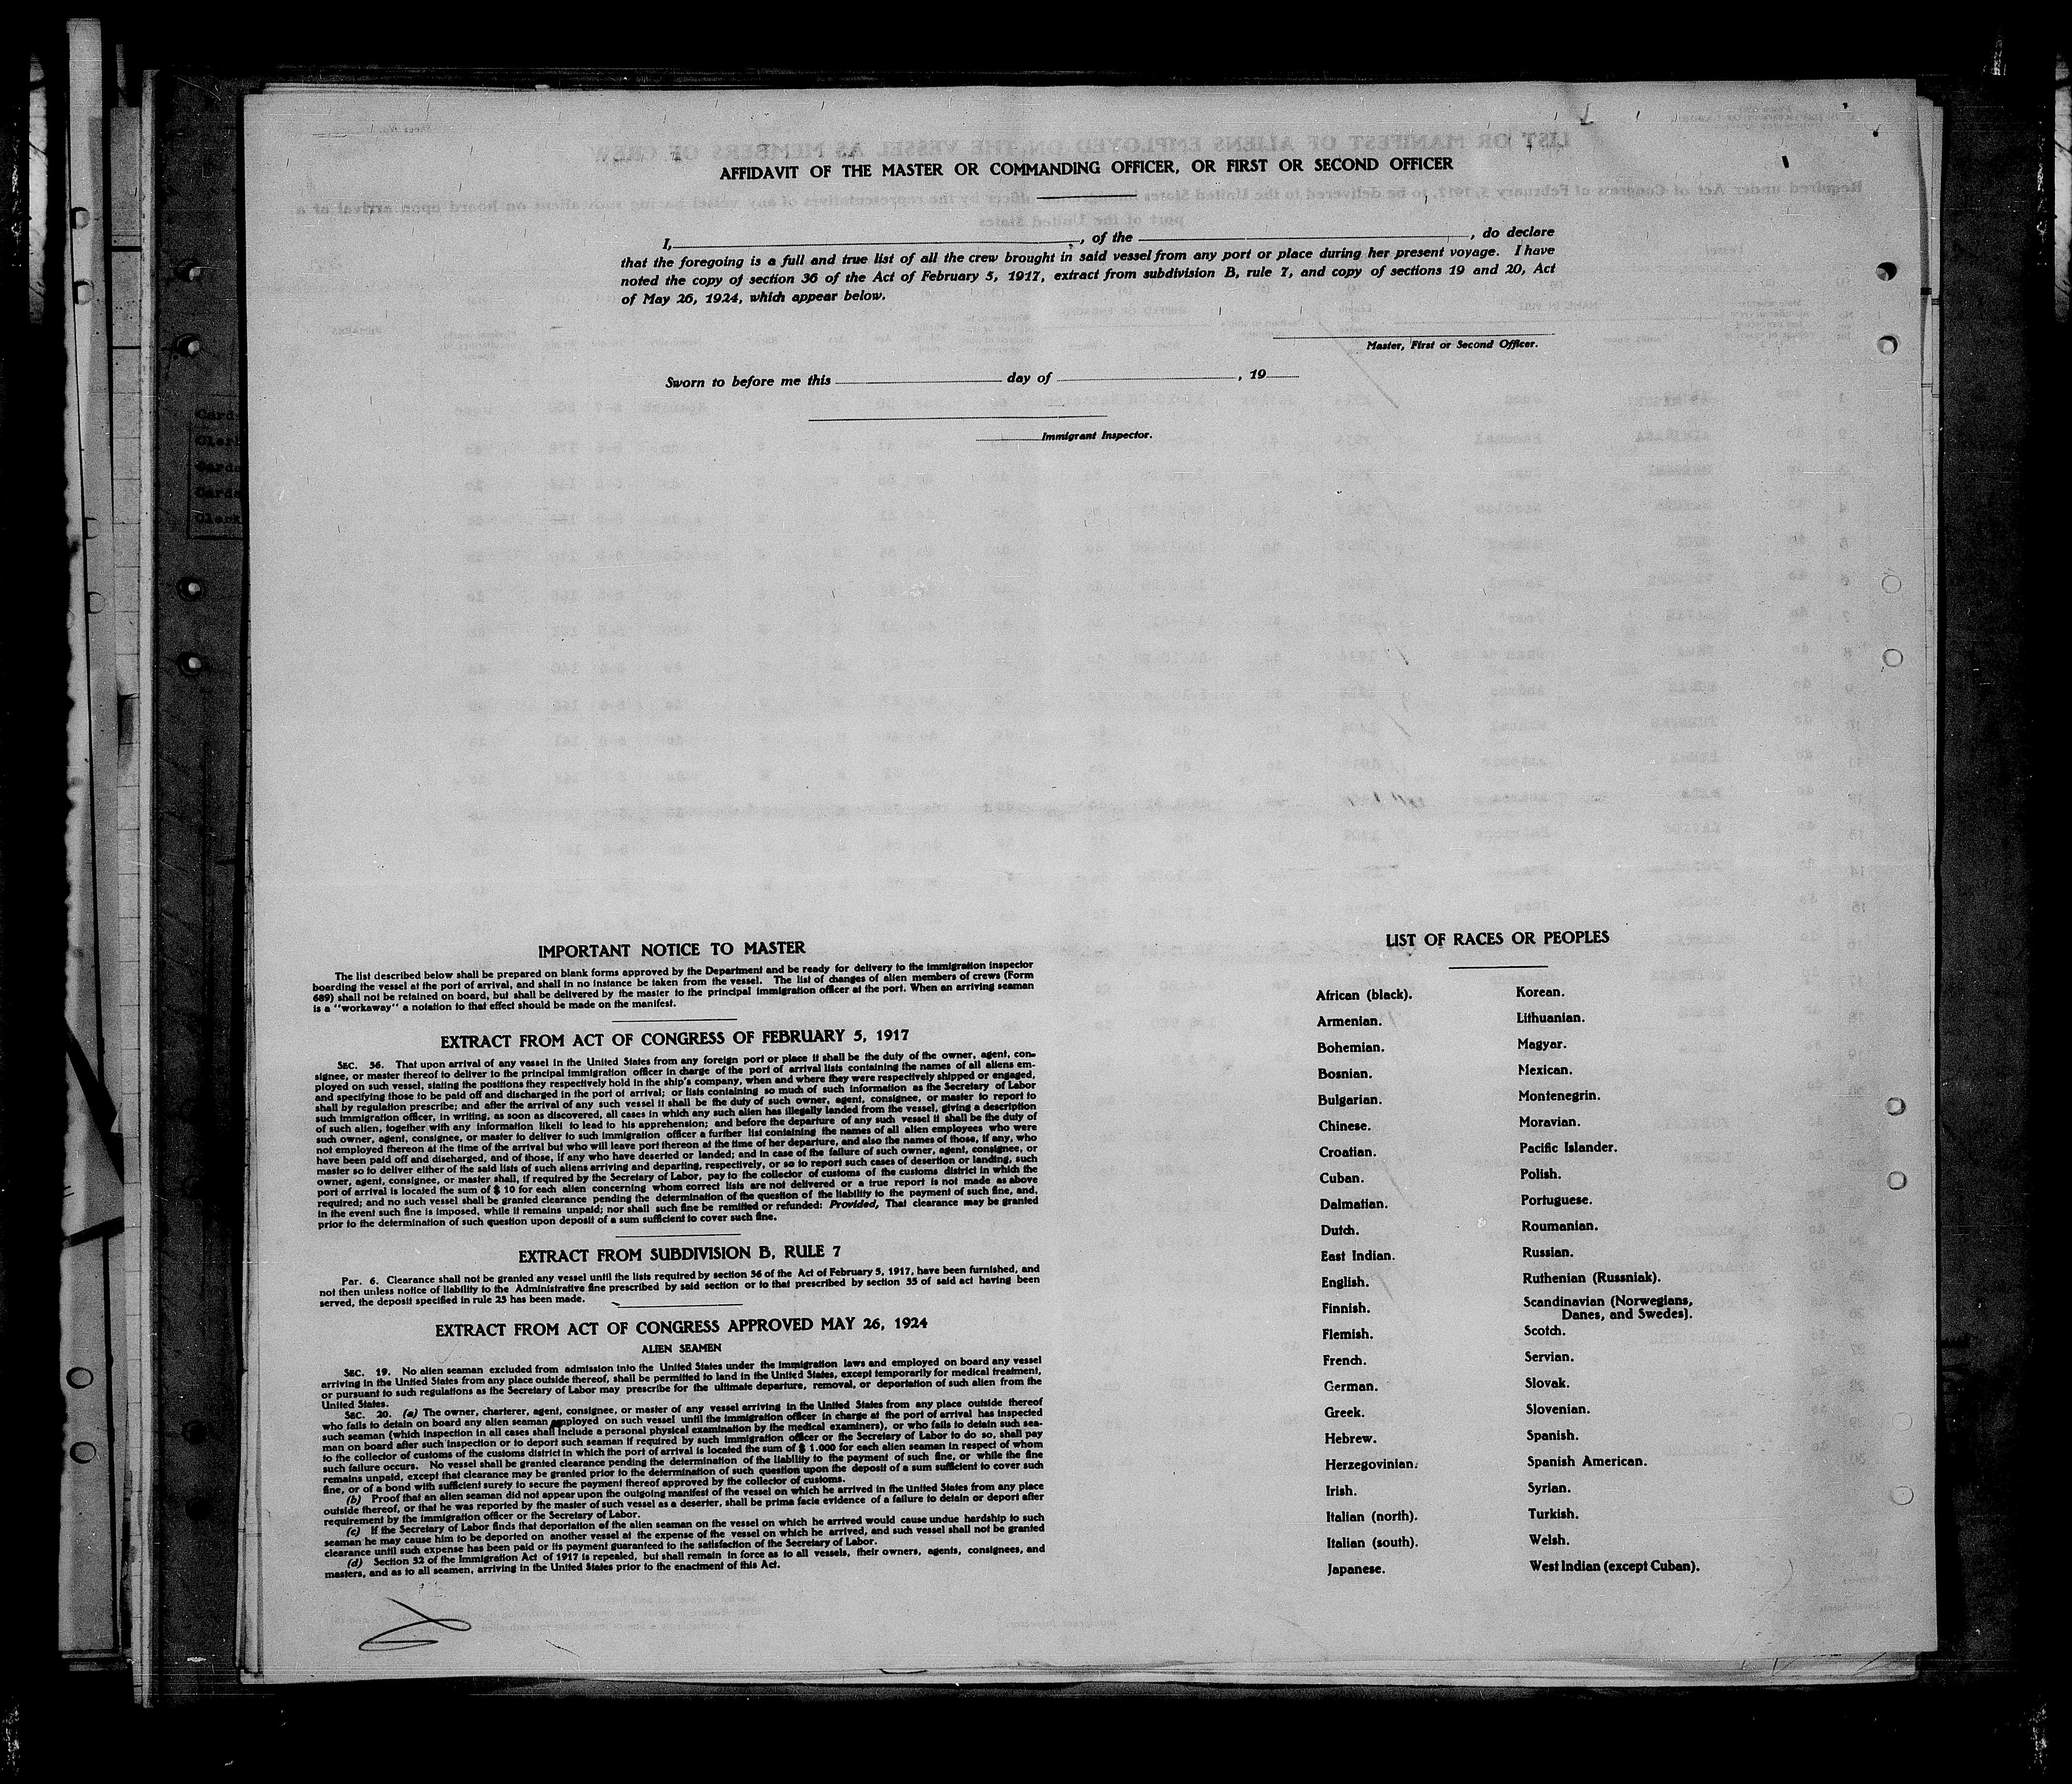 AFFIDAVIT OF THE MASTER OR COMMANDING OFFICER, OR FIRST OR SECOND OFFICER
I, , of the , do declare
that the foregoing is a full and true list of all the crew brought in said vessel from any port or place during her present voyage. I have
noted the copy of section 36 of the Act of February 5, 1917, extract from subdivision B, rule 7, and copy of sections 19 and 20, Act
of May 26, 1924, which appear below.
Master, First or Second Officer.
Sworn to before me this day of , 19
Immigrant Inspector.
IMPORTANT NOTICE TO MASTER
The list described below shall be prepared on blank forms approved by the Department and be ready for delivery to the immigration inspector
boarding the vessel at the port of arrival, and shall in no instance be taken from the vessel. The list of changes of alien members of crews (Form
689) shall not be retained on board, but shall be delivered by the master to the principal immigration officer at the port. When an arriving seaman
is a "workaway" a notation to that effect should be made on the manifest.
EXTRACT FROM ACT OF CONGRESS OF FEBRUARY 5, 1917
SEC. 36. That upon arrival of any vessel in the United States from any foreign port or place it shall be the duty of the owner, agent, con-
signee, or master thereof to deliver to the principal immigration officer in charge of the port of arrival lists containing the names of all aliens em-
ployed on such vessel, stating the positions they respectively hold in the ship's company, when and where they were respectively shipped or engaged,
and specifying those to be paid off and discharged in the port of arrival; or lists containing so much of such information as the Secretary of Labor
shall by regulation prescribe; and after the arrival of any such vessel it shall be the duty of such owner, agent, consignee, or master to report to
such immigration officer, in writing, as soon as discovered, all cases in which any such alien has illegally landed from the vessel, giving a description
of such alien, together with any information likeli to lead to his apprehension; and before the departure of any such vessel it shall be the duty of
such owner, agent, consignee, or master to deliver to such immigration officer a further list containing the names of all alien employees who were
not employed thereon at the time of the arrival but who will leave port thereon at the time of her departure, and also the names of those, if any, who
have been paid off and discharged, and of those, if any who have deserted or landed; and in case of the failure of such owner, agent, consignee, or
master so to deliver either of the said lists of such aliens arriving and departing, respectively, or so to report such cases of desertion or landing, such
owner, agent, consignee, or master shall, if required by the Secretary of Labor, pay to the collector of customs of the customs district in which the
port of arrival is located the sum of $ 10 for each alien concerning whom correct lists are not delivered or a true report is not made as above
required; and no such vessel shall be granted clearance pending the determination of the question of the liability to the payment of such fine, and,
in the event such fine is imposed, while it remains unpaid; nor shall such fine be remitted or refunded: Provided, That clearance may be granted
prior to the determination of such question upon deposit of a sum sufficient to cover such fine.
EXTRACT FROM SUBDIVISION B, RULE 7
Par. 6. Clearance shall not be granted any vessel until the lists required by section 36 of the Act of February 5, 1917, have been furnished, and
not then unless notice of liability to the Administrative fine prescribed by said section or to that prescribed by section 35 of said act having been
served, the deposit specified in rule 23 has been made.
EXTRACT FROM ACT OF CONGRESS APPROVED MAY 26, 1924
ALIEN SEAMEN
SEC. 19. No alien seaman excluded from admission into the United States under the immigration laws and employed on board any vessel
arriving in the United States from any place outside thereof, shall be permitted to land in the United States, except temporarily for medical treatment,
or pursuant to such regulations as the Secretary of Labor may prescribe for the ultimate departure, removal, or deportation of such alien from the
United States.
SEC. 20. (a) The owner, charterer, agent, consignee, or master of any vessel arriving in the United States from any place outside thereof
who fails to detain on board any alien seaman employed on such vessel until the immigration officer in charge at the port of arrival has inspected
such seaman (which inspection in all cases shall include a personal physical examination by the medical examiners), or who fails to detain such sea-
man on board after such inspection or to deport such seaman if required by such immigration officer or the Secretary of Labor to do so, shall pay
to the collector of customs of the customs district in which the port of arrival is located the sum of $ 1.000 for each alien seaman in respect of whom
such failure occurs. No vessel shall be granted clearance pending the determination of the liability to the payment of such fine, or while the fine
remains unpaid, except that clearance may be granted prior to the determination of such question upon the deposit of a sum sufficient to cover such
fine, or of a bond with sufficient surety to secure the payment thereof approved by the collector of customs.
(b) Proof that an alien seaman did not appear upon the outgoing manifest of the vessel on which he arrived in the United States from any place
outside thereof, or that he was reported by the master of such vessel as a deserter, shall be prima facie evidence of a failure to detain or deport after
requirement by the immigration officer or the Secretary of Labor.
(c) If the Secretary of Labor finds that deportation of the alien seaman on the vessel on which he arrived would cause undue hardship to such
seaman he may cause him to be deported on another vessel at the expense of the vessel on which he arrived, and such vessel shall not be granted
clearance until such expense has been paid or its payment guaranteed to the satisfaction of the Secretary of Labor.
(d) Section 32 of the Immigration Act of 1917 is repealed, but shall remain in force as to all vessels, their owners, agents, consignees, and
masters, and as to all seamen, arriving in the United States prior to the enactment of this Act.
LIST OF RACES OR PEOPLES
African (black).
Armenian.
Bohemian.
Bosnian.
Bulgarian.
Chinese.
Croatian.
Cuban.
Dalmatian.
Dutch.
East Indian.
English.
Finnish.
Flemish.
French.
German.
Greek.
Hebrew.
Herzegovinian.
Irish.
Italian (north).
Italian (south).
Japanese.
Korean.
Lithuanian.
Magyar.
Mexican.
Montenegrin.
Moravian.
Pacific Islander.
Polish.
Portuguese.
Roumanian.
Russian.
Ruthenian (Russniak).
Scandinavian (Norwegians,
Danes, and Swedes).
Scotch.
Servian.
Slovak.
Slovenian.
Spanish.
Spanish American.
Syrian.
Turkish.
Welsh.
West Indian (except Cuban).